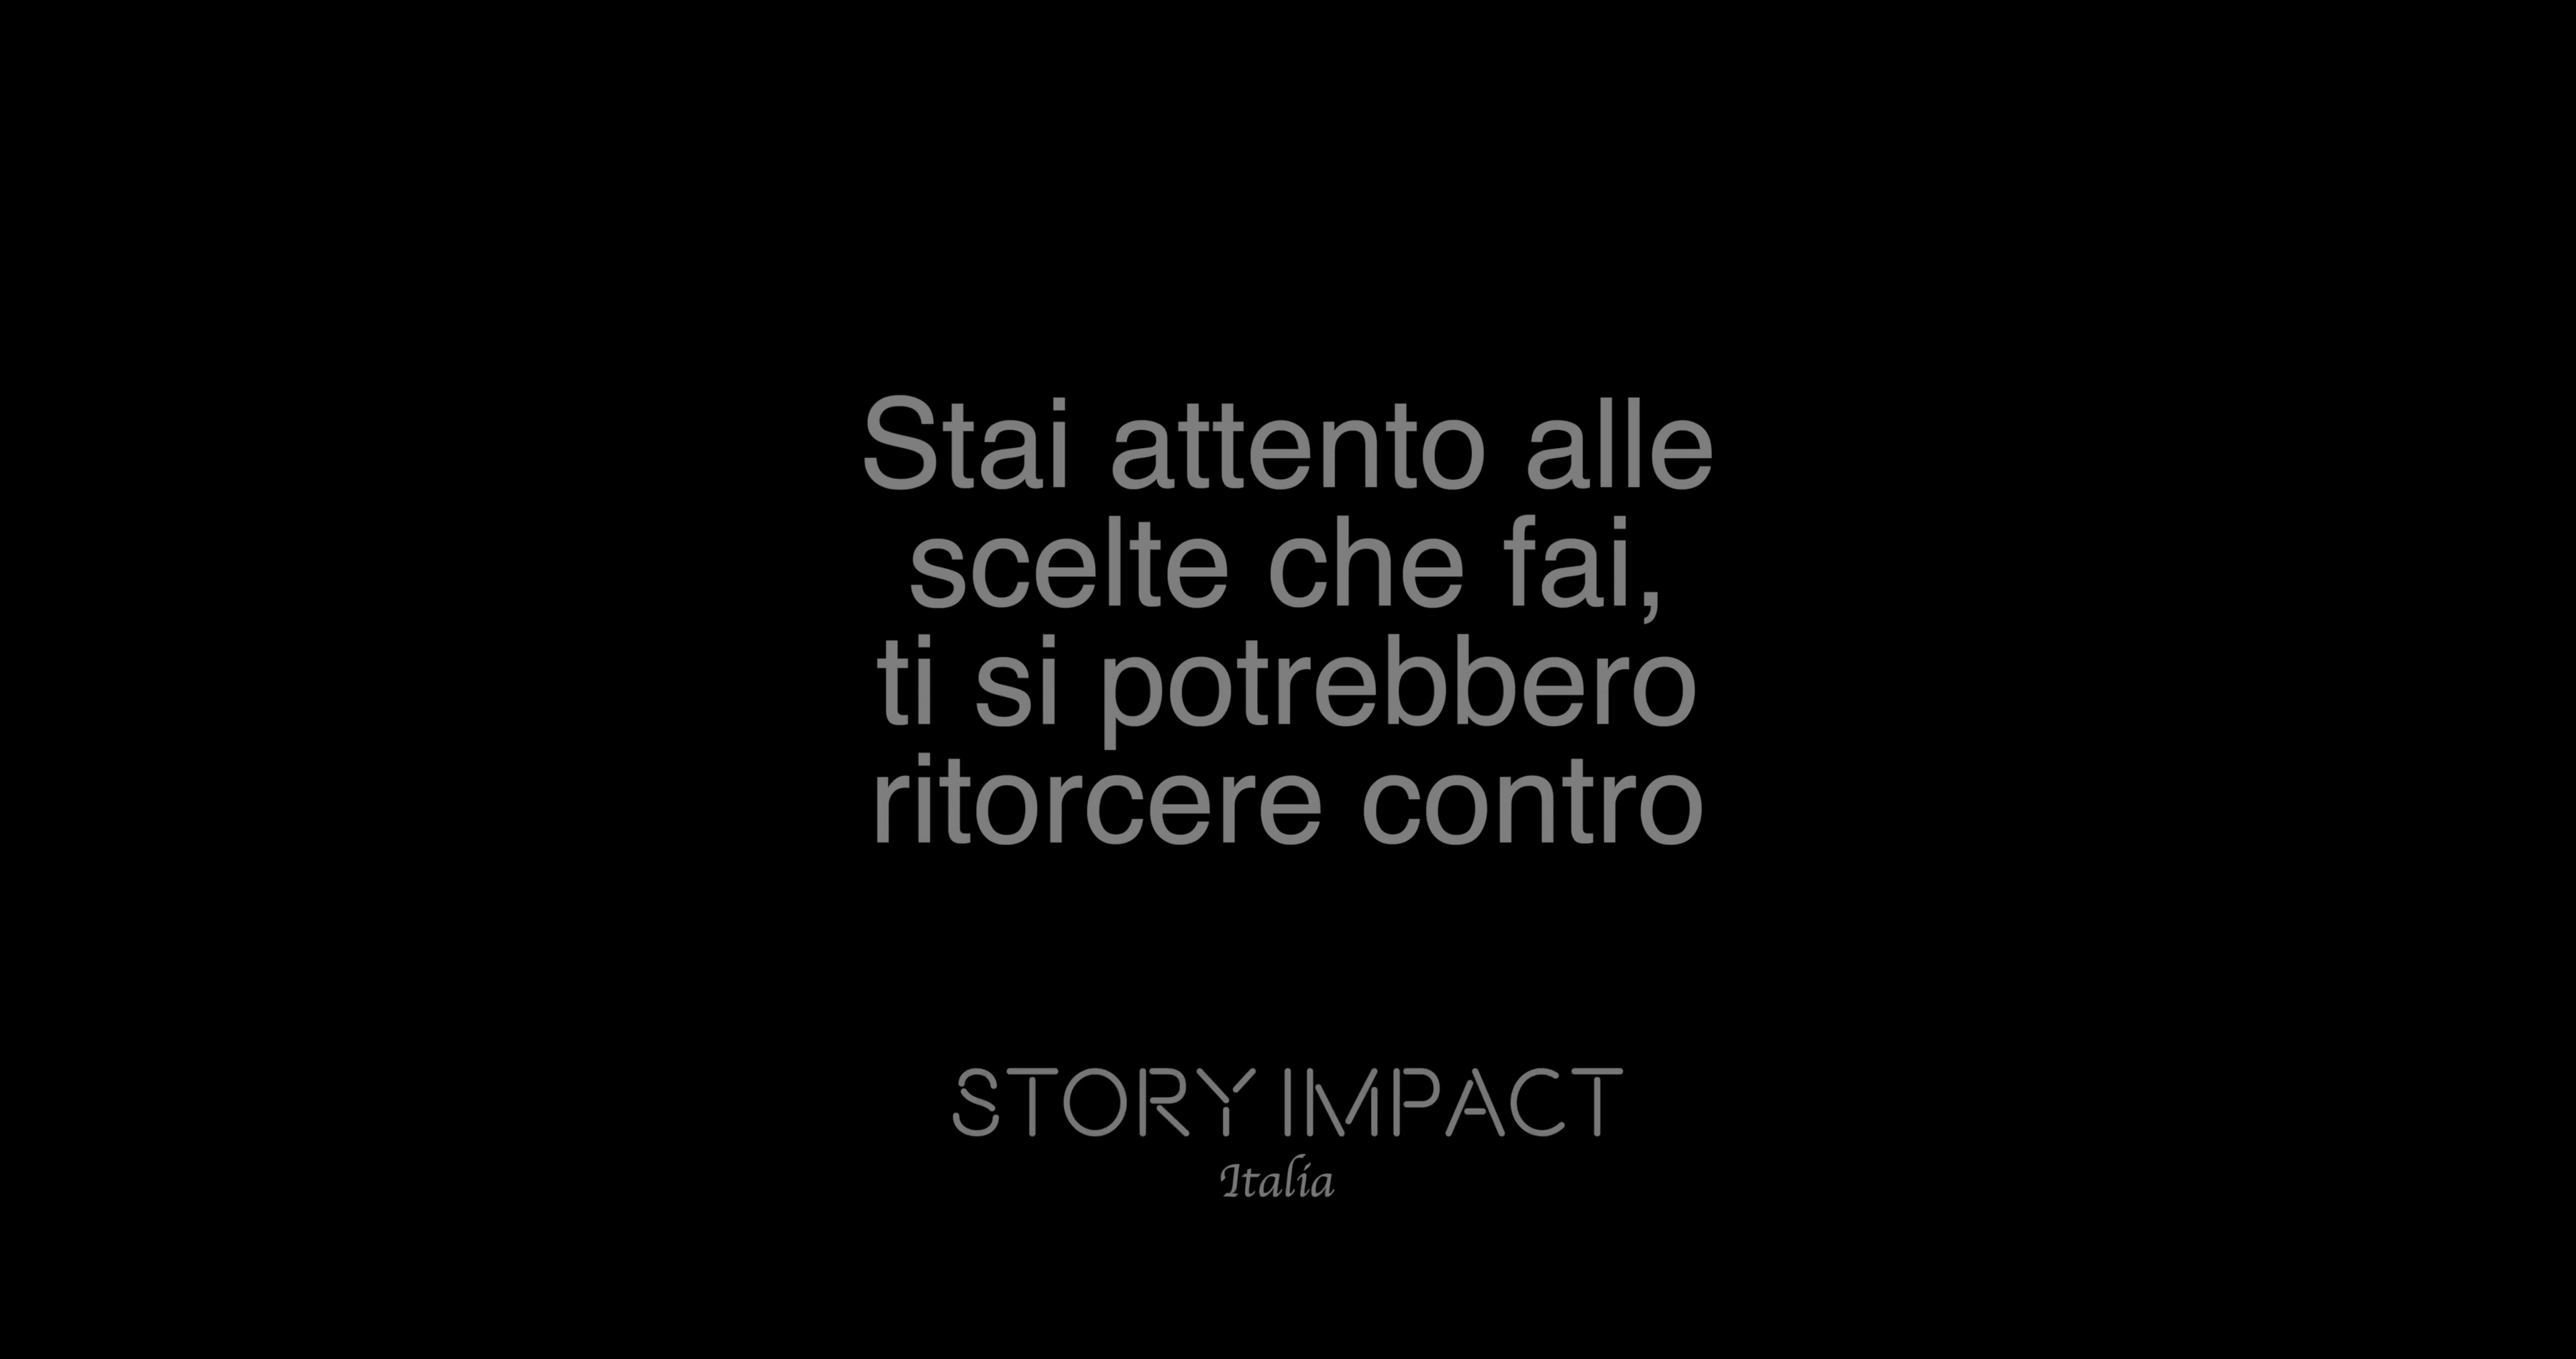 Stai attento alle
scelte che fai,
ti si potrebbero
ritorcere contro
STORY IMPACT
Italia